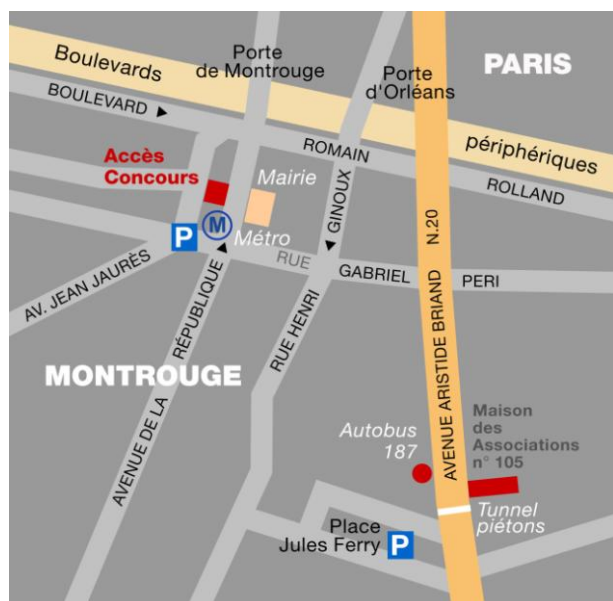 Boulevards
Porte
de Montrouge
Porte
d'Orléans
PARIS
BOULEVARD
ROMAIN
ROLLAND
périphériques
Accès
Concours
Mairie
M
Métro
P
GINOUX
N.20
RUE
GABRIEL
PERI
AV. JEAN JAURÈS
RÉPUBLIQUE
RUE HENRI
MONTROUGE
AVENUE DE LA
AVENUE ARISTIDE BRIAND
Autobus
187
Maison
des
Associations
n° 105
Tunnel
piétons
Place
Jules Ferry
P